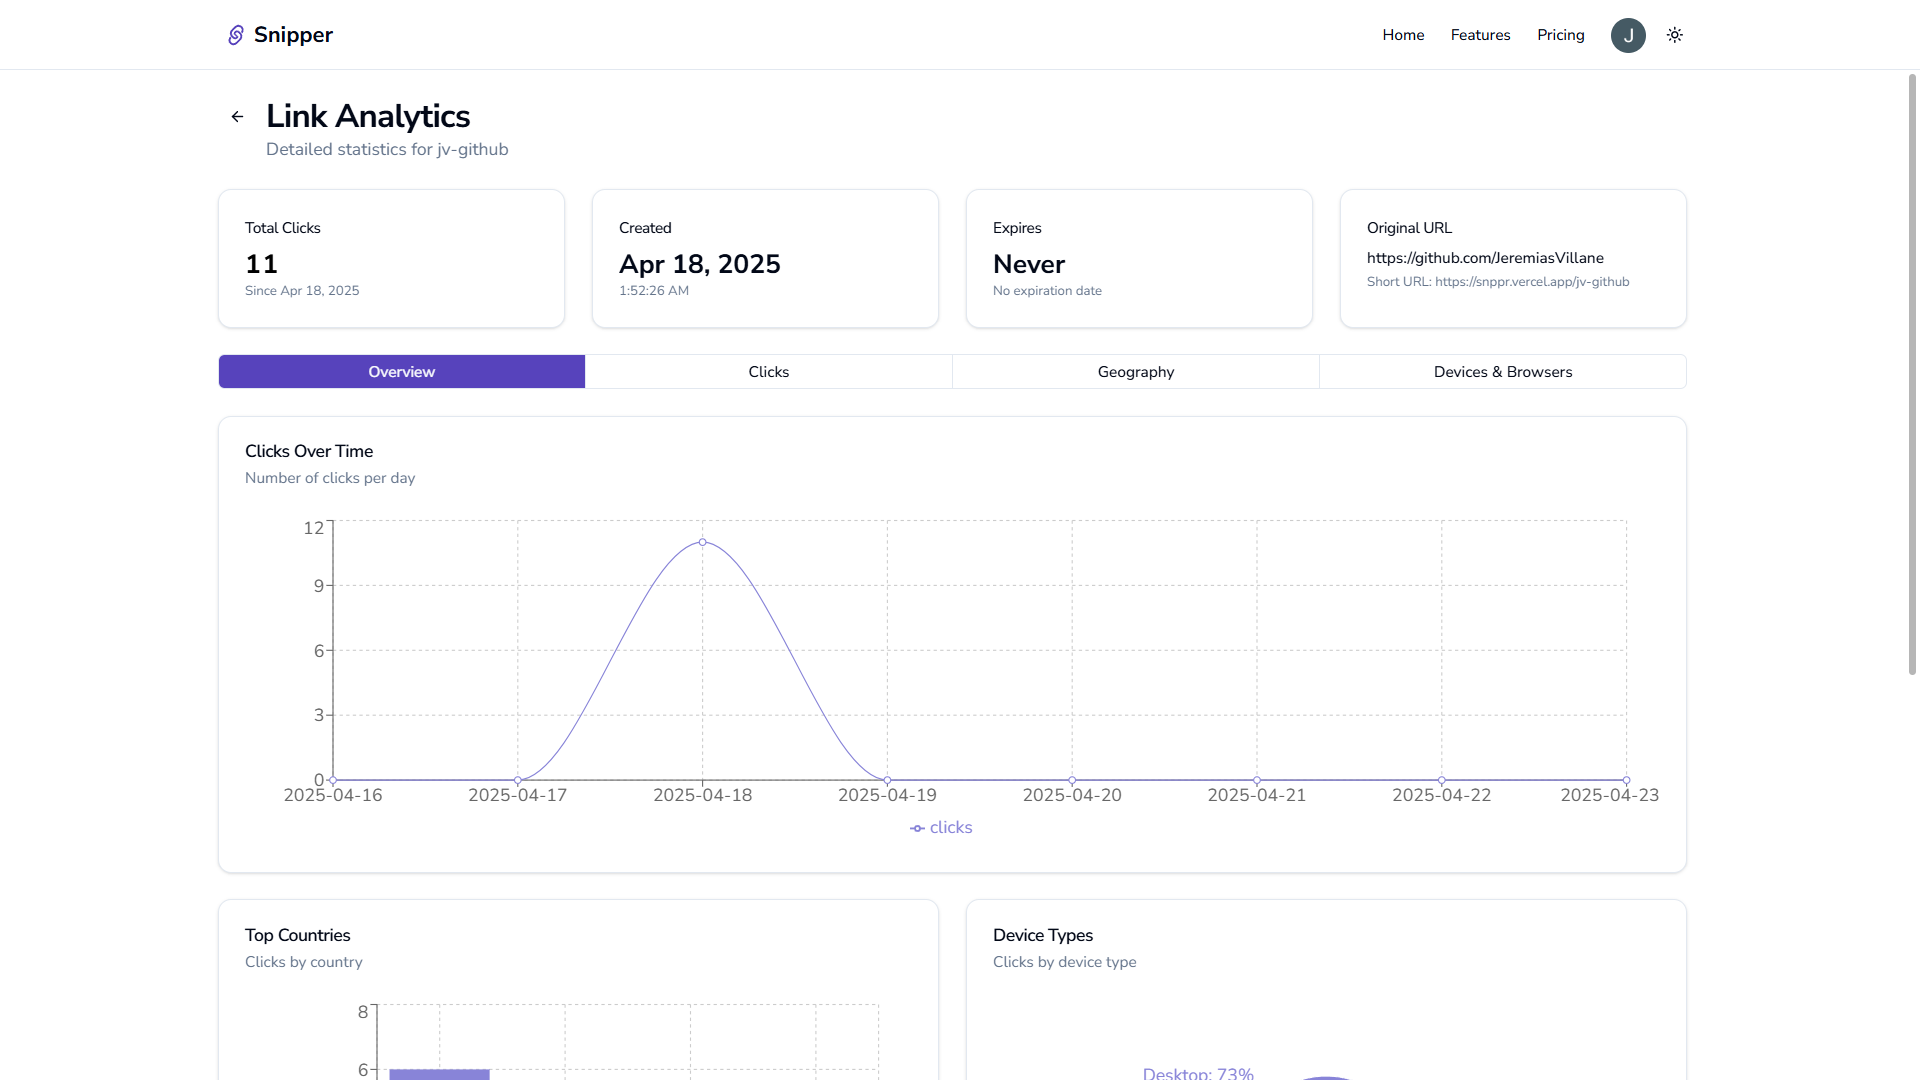 Snipper
Home
Features
Pricing
J
Link Analytics
Detailed statistics for jv-github
Total Clicks
11
Since Apr 18, 2025
Created
Apr 18, 2025
1:52:26 AM
Expires
Never
No expiration date
Original URL
https://github.com/JeremiasVillane
Short URL: https://snppr.vercel.app/jv-github
Overview
Clicks
Geography
Devices & Browsers
Clicks Over Time
Number of clicks per day
12
9
6
3
0
2025-04-16
2025-04-17
2025-04-18
2025-04-19
2025-04-20
2025-04-21
2025-04-22
2025-04-23
clicks
Top Countries
Clicks by country
8
6
Device Types
Clicks by device type
Desktop: 73%